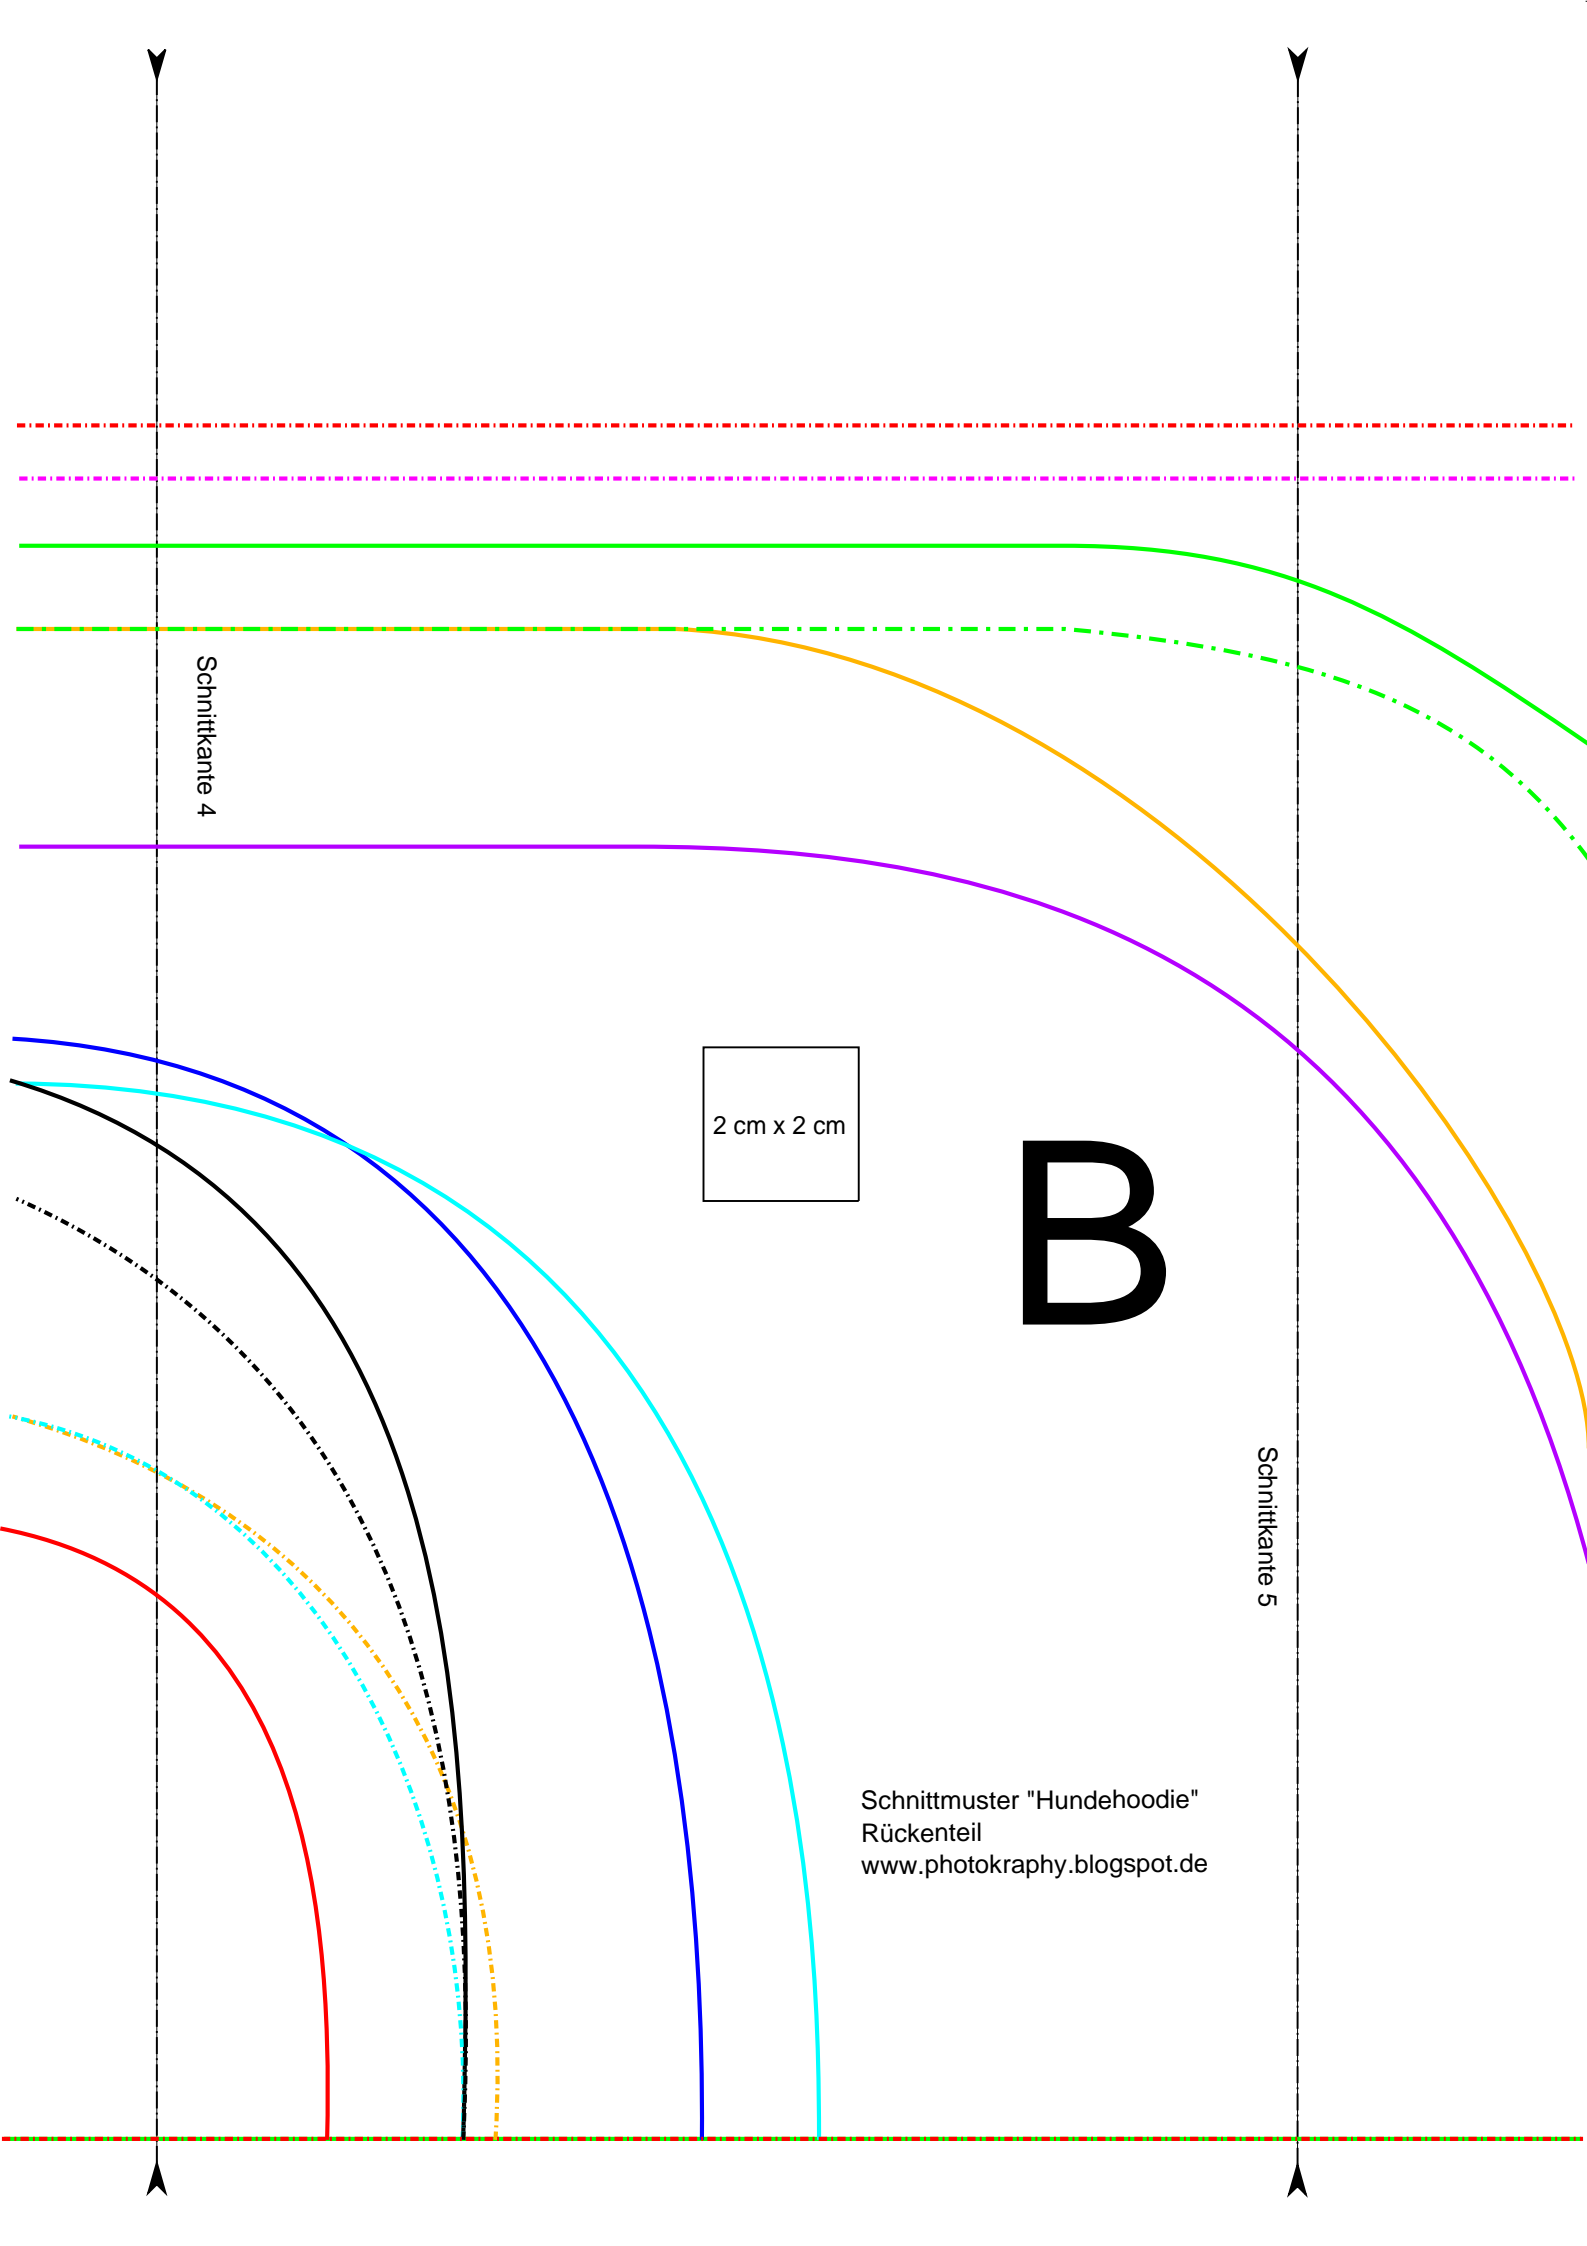 Schnittkante 4
2 cm x 2 cm
B
Schnittkante 5
Schnittmuster "Hundehoodie"
Rückenteil
www.photokraphy.blogspot.de